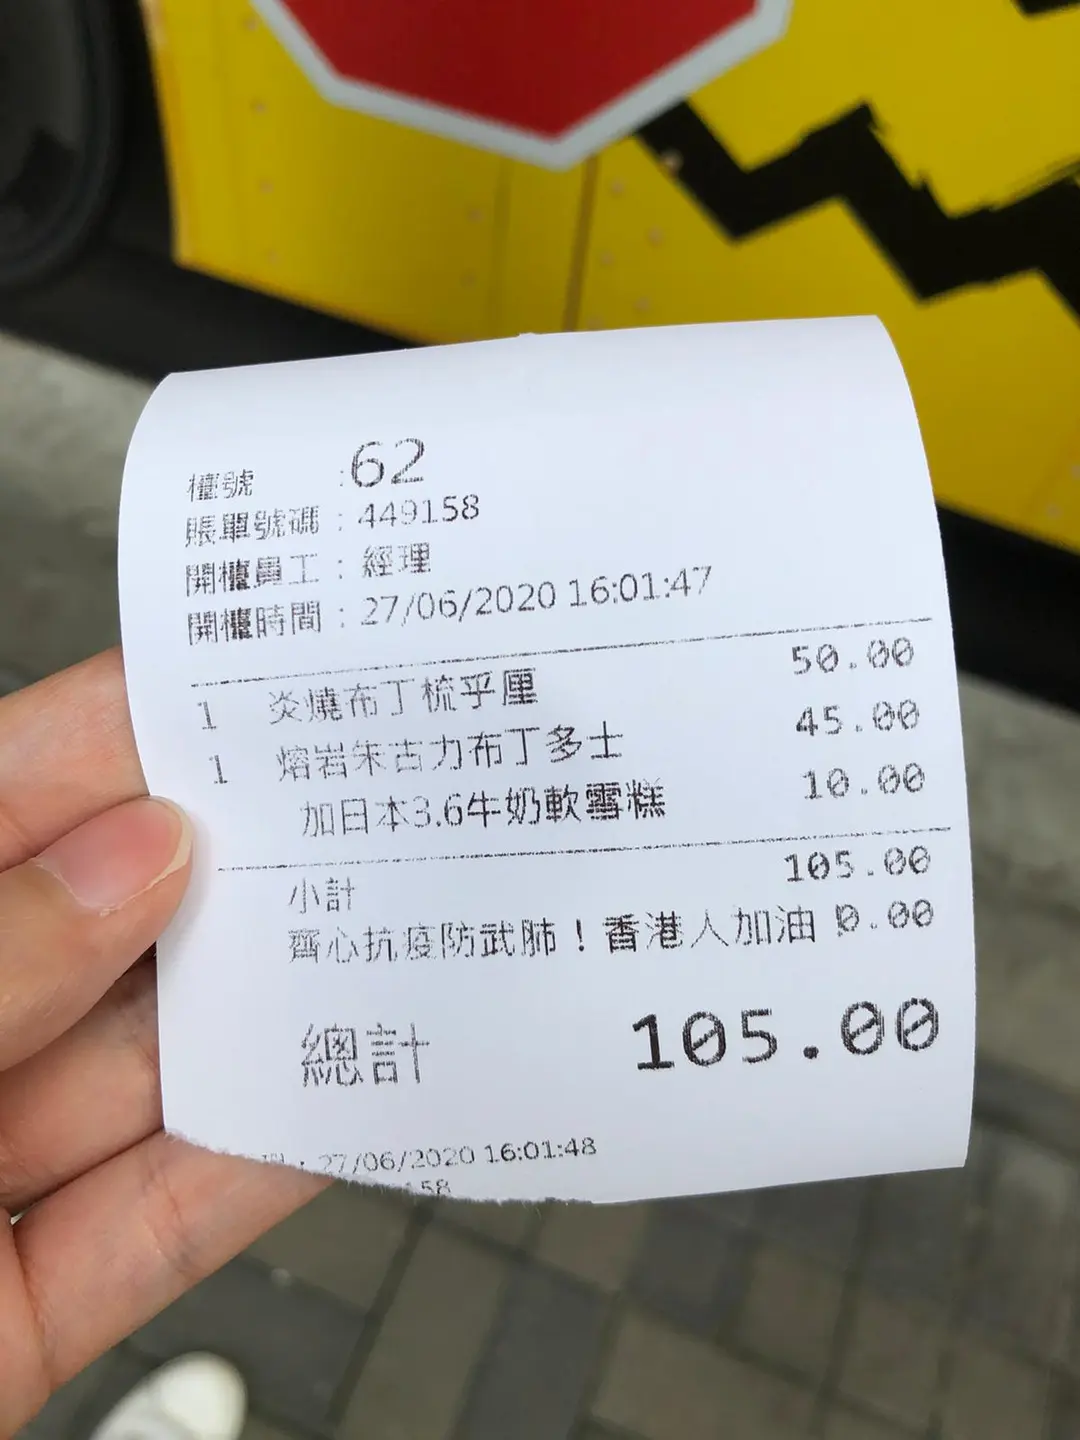 檯號 :62
賬單號碼 : 449158
開檯員工 : 經理
開檯時間 : 27/06/2020 16:01:47
1 炎燒布丁梳乎厘 50.00
1 熔岩朱古力布丁多士 45.00
加日本3.6牛奶軟雪糕 10.00
小計 105.00
齊心抗疫防武肺！香港人加油 0.00
總計 105.00
: 27/06/2020 16:01:48
158